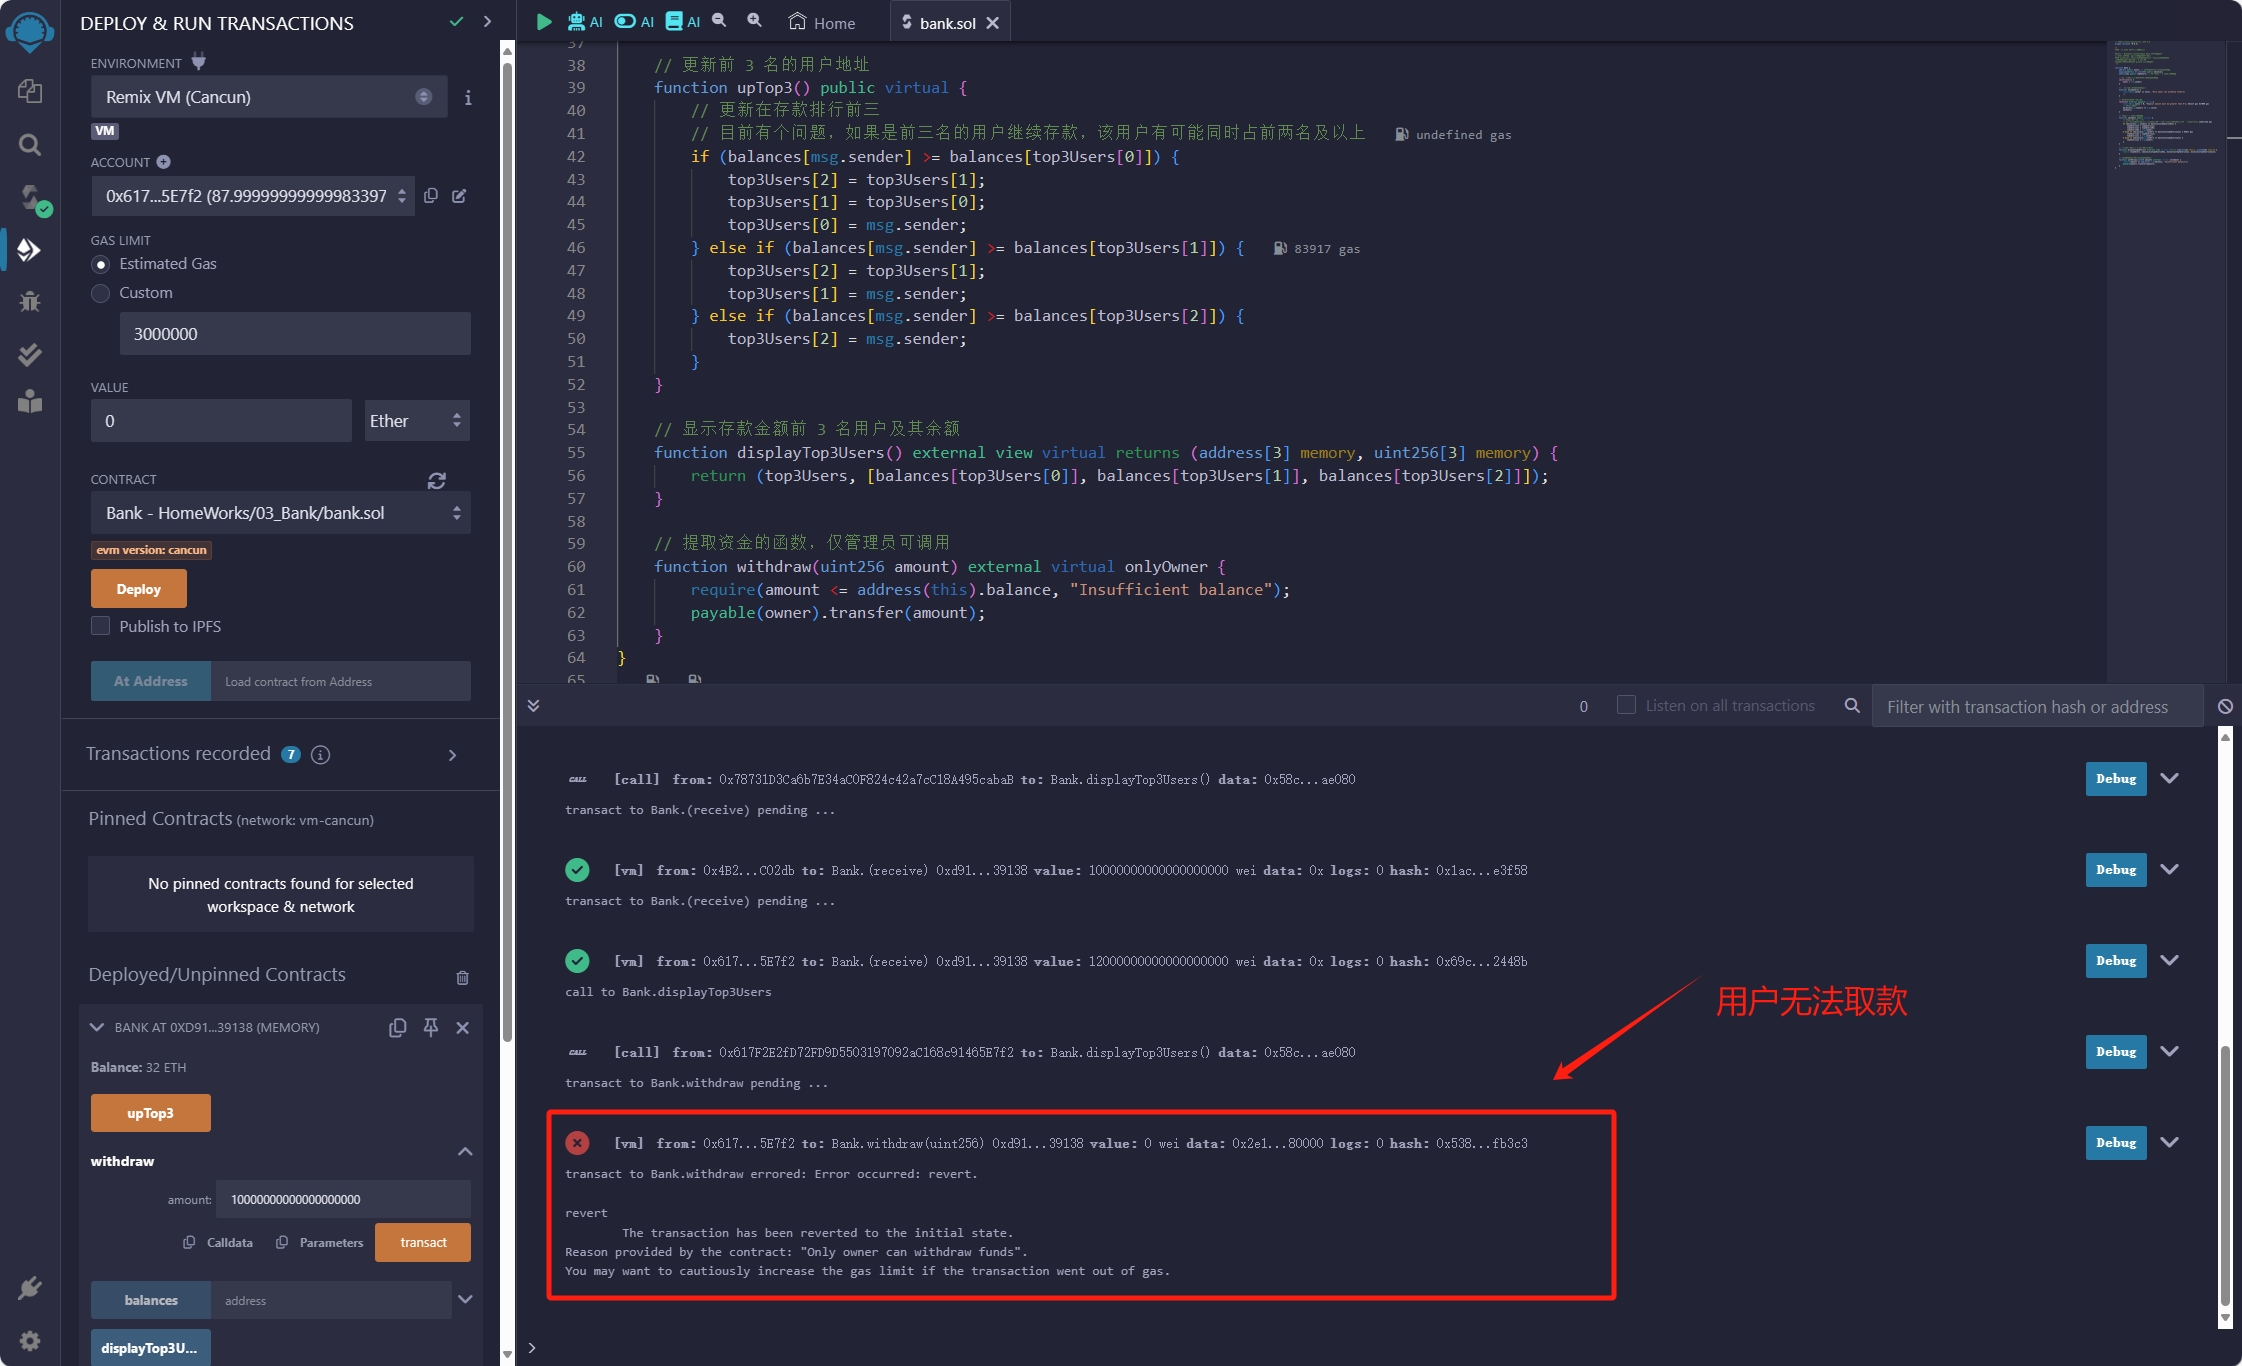 DEPLOY & RUN TRANSACTIONS
ENVIRONMENT
Remix VM (Cancun)
VM
ACCOUNT
0x617...5E7f2 (87.99999999999983397
GAS LIMIT
Estimated Gas
Custom
3000000
VALUE
0
Ether
CONTRACT
Bank - HomeWorks/03_Bank/bank.sol
evm version: cancun
Deploy
Publish to IPFS
At Address
Load contract from Address
Transactions recorded 7
Pinned Contracts (network: vm-cancun)
No pinned contracts found for selected
workspace & network
Deployed/Unpinned Contracts
BANK AT 0XD91...39138 (MEMORY)
Balance: 32 ETH
upTop3
withdraw
amount: 10000000000000000000
Calldata Parameters transact
balances address
displayTop3U...
AI AI AI Home bank.sol
37
38 // 更新前 3 名的用户地址
39 function upTop3() public virtual {
40 // 更新在存款排行前三
41 // 目前有个问题，如果是前三名的用户继续存款，该用户有可能同时占前两名及以上 undefined gas
42 if (balances[msg.sender] >= balances[top3Users[0]]) {
43 top3Users[2] = top3Users[1];
44 top3Users[1] = top3Users[0];
45 top3Users[0] = msg.sender;
46 } else if (balances[msg.sender] >= balances[top3Users[1]]) { 83917 gas
47 top3Users[2] = top3Users[1];
48 top3Users[1] = msg.sender;
49 } else if (balances[msg.sender] >= balances[top3Users[2]]) {
50 top3Users[2] = msg.sender;
51 }
52 }
53
54 // 显示存款金额前 3 名用户及其余额
55 function displayTop3Users() external view virtual returns (address[3] memory, uint256[3] memory) {
56 return (top3Users, [balances[top3Users[0]], balances[top3Users[1]], balances[top3Users[2]]]);
57 }
58
59 // 提取资金的函数，仅管理员可调用
60 function withdraw(uint256 amount) external virtual onlyOwner {
61 require(amount <= address(this).balance, "Insufficient balance");
62 payable(owner).transfer(amount);
63 }
64 }
65
0 Listen on all transactions Filter with transaction hash or address
CALL [call] from: 0x78731D3Ca6b7E34aC0F824c42a7cC18A495cabaB to: Bank.displayTop3Users() data: 0x58c...ae080 Debug
transact to Bank.(receive) pending ...
[vm] from: 0x4B2...C02db to: Bank.(receive) 0xd91...39138 value: 10000000000000000000 wei data: 0x logs: 0 hash: 0x1ac...e3f58 Debug
transact to Bank.(receive) pending ...
[vm] from: 0x617...5E7f2 to: Bank.(receive) 0xd91...39138 value: 12000000000000000000 wei data: 0x logs: 0 hash: 0x69c...2448b Debug
call to Bank.displayTop3Users
用户无法取款
CALL [call] from: 0x617F2E2fD72FD9D5503197092aC168c91465E7f2 to: Bank.displayTop3Users() data: 0x58c...ae080 Debug
transact to Bank.withdraw pending ...
[vm] from: 0x617...5E7f2 to: Bank.withdraw(uint256) 0xd91...39138 value: 0 wei data: 0x2e1...80000 logs: 0 hash: 0x538...fb3c3 Debug
transact to Bank.withdraw errored: Error occurred: revert.
revert
The transaction has been reverted to the initial state.
Reason provided by the contract: "Only owner can withdraw funds".
You may want to cautiously increase the gas limit if the transaction went out of gas.
>